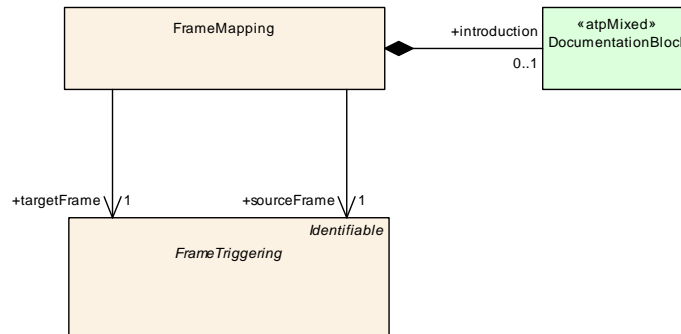 FrameMapping
+introduction
0..1
«atpMixed»
DocumentationBlock
+targetFrame 1
+sourceFrame 1
Identifiable
FrameTriggering